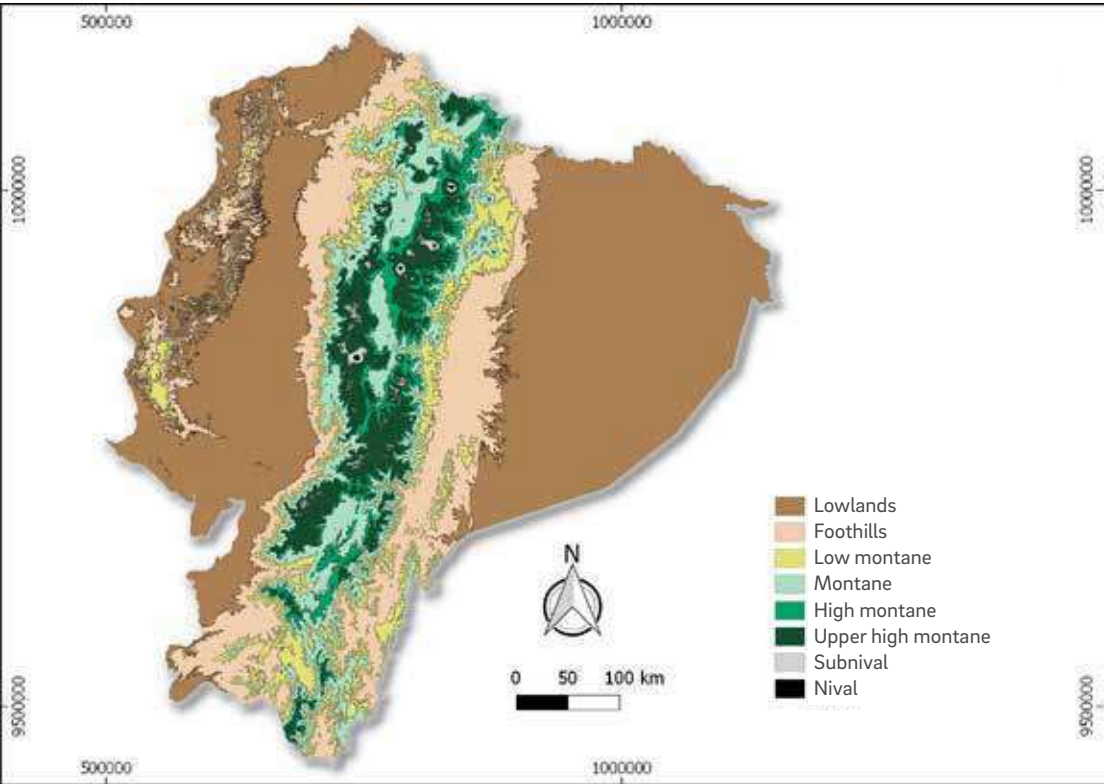 500000 1000000
10000000 10000000
N
0 50 100 km
Lowlands
Foothills
Low montane
Montane
High montane
Upper high montane
Subnival
Nival
9500000 9500000
500000 1000000